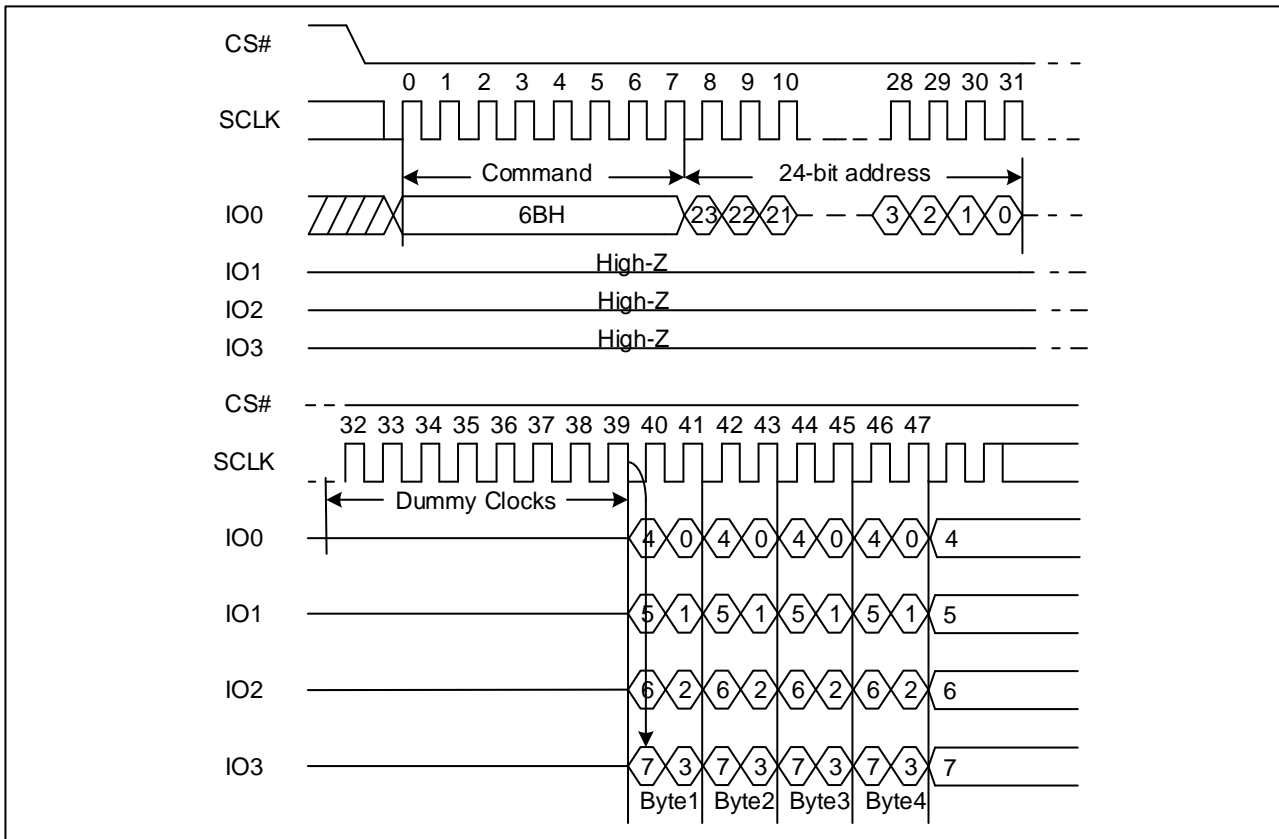 CS#
0 1 2 3 4 5 6 7 8 9 10 28 29 30 31
SCLK
Command 24-bit address
IO0 6BH 23 22 21 3 2 1 0
IO1 High-Z
IO2 High-Z
IO3 High-Z
CS#
32 33 34 35 36 37 38 39 40 41 42 43 44 45 46 47
SCLK
Dummy Clocks
IO0 4 0 4 0 4 0 4 0 4
IO1 5 1 5 1 5 1 5 1 5
IO2 6 2 6 2 6 2 6 2 6
IO3 7 3 7 3 7 3 7 3 7
Byte1 Byte2 Byte3 Byte4